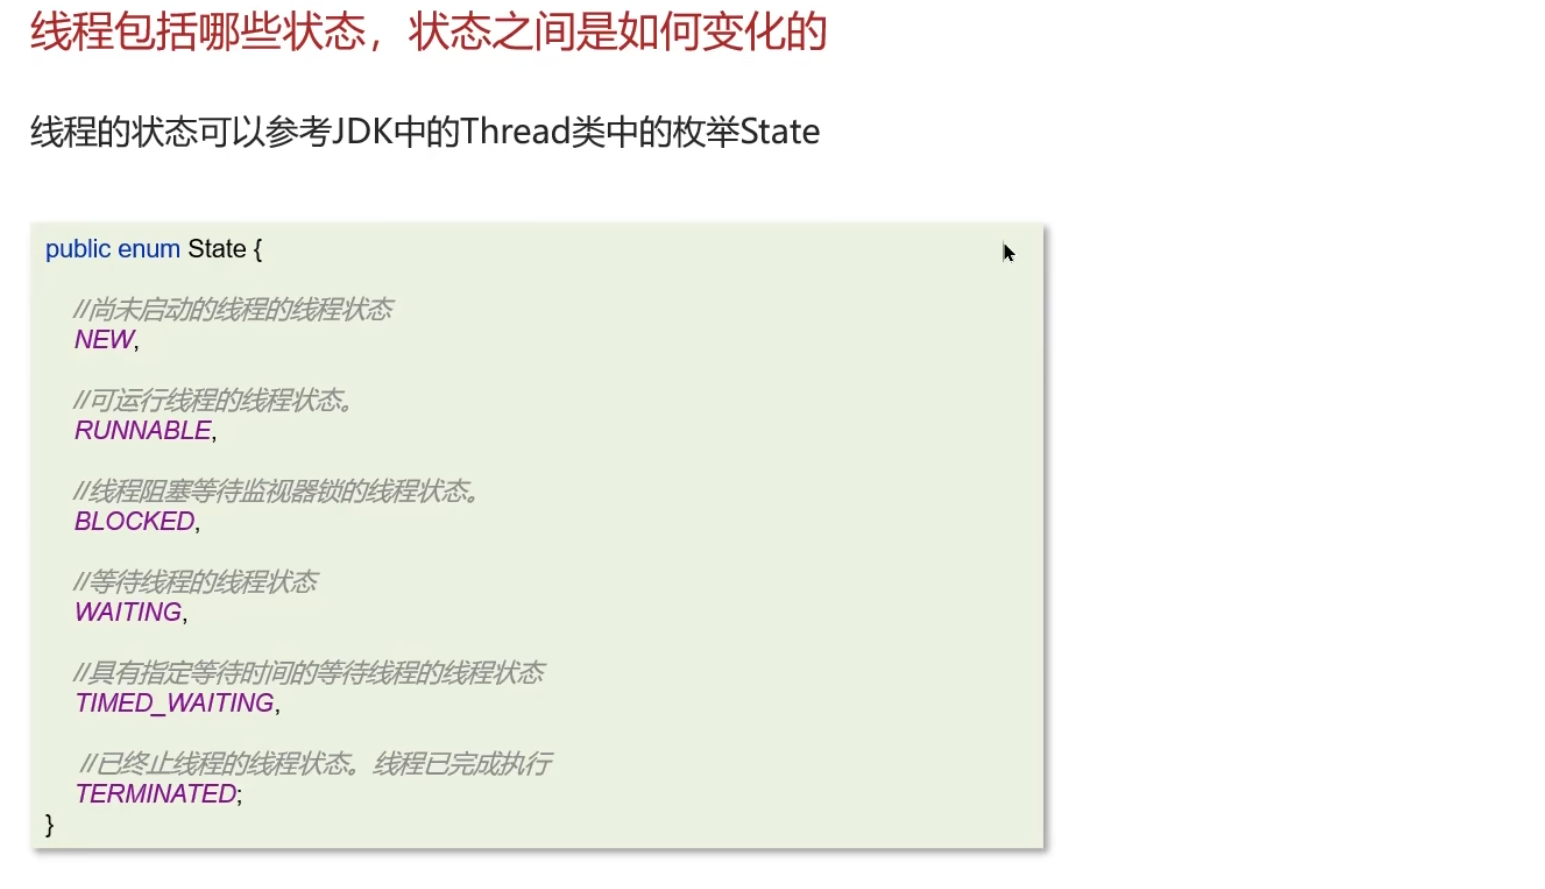 线程包括哪些状态，状态之间是如何变化的
线程的状态可以参考JDK中的Thread类中的枚举State
public enum State {
//尚未启动的线程的线程状态
NEW,
//可运行线程的线程状态。
RUNNABLE,
//线程阻塞等待监视器锁的线程状态。
BLOCKED,
//等待线程的线程状态
WAITING,
//具有指定等待时间的等待线程的线程状态
TIMED_WAITING,
//已终止线程的线程状态。线程已完成执行
TERMINATED;
}